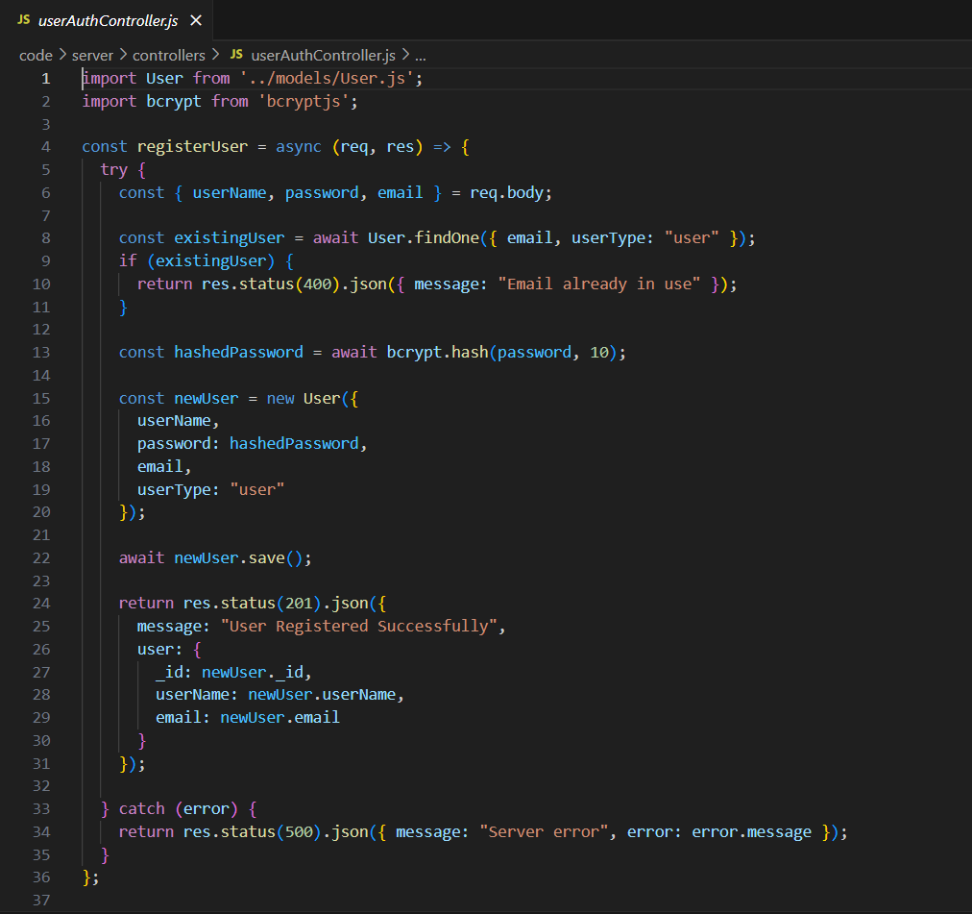 JS userAuthController.js ×
code > server > controllers > JS userAuthController.js > ...
1 import User from '../models/User.js';
2 import bcrypt from 'bcryptjs';
3
4 const registerUser = async (req, res) => {
5   try {
6     const { userName, password, email } = req.body;
7
8     const existingUser = await User.findOne({ email, userType: "user" });
9     if (existingUser) {
10       return res.status(400).json({ message: "Email already in use" });
11     }
12
13     const hashedPassword = await bcrypt.hash(password, 10);
14
15     const newUser = new User({
16       userName,
17       password: hashedPassword,
18       email,
19       userType: "user"
20     });
21
22     await newUser.save();
23
24     return res.status(201).json({
25       message: "User Registered Successfully",
26       user: {
27         _id: newUser._id,
28         userName: newUser.userName,
29         email: newUser.email
30       }
31     });
32
33   } catch (error) {
34     return res.status(500).json({ message: "Server error", error: error.message });
35   }
36 };
37